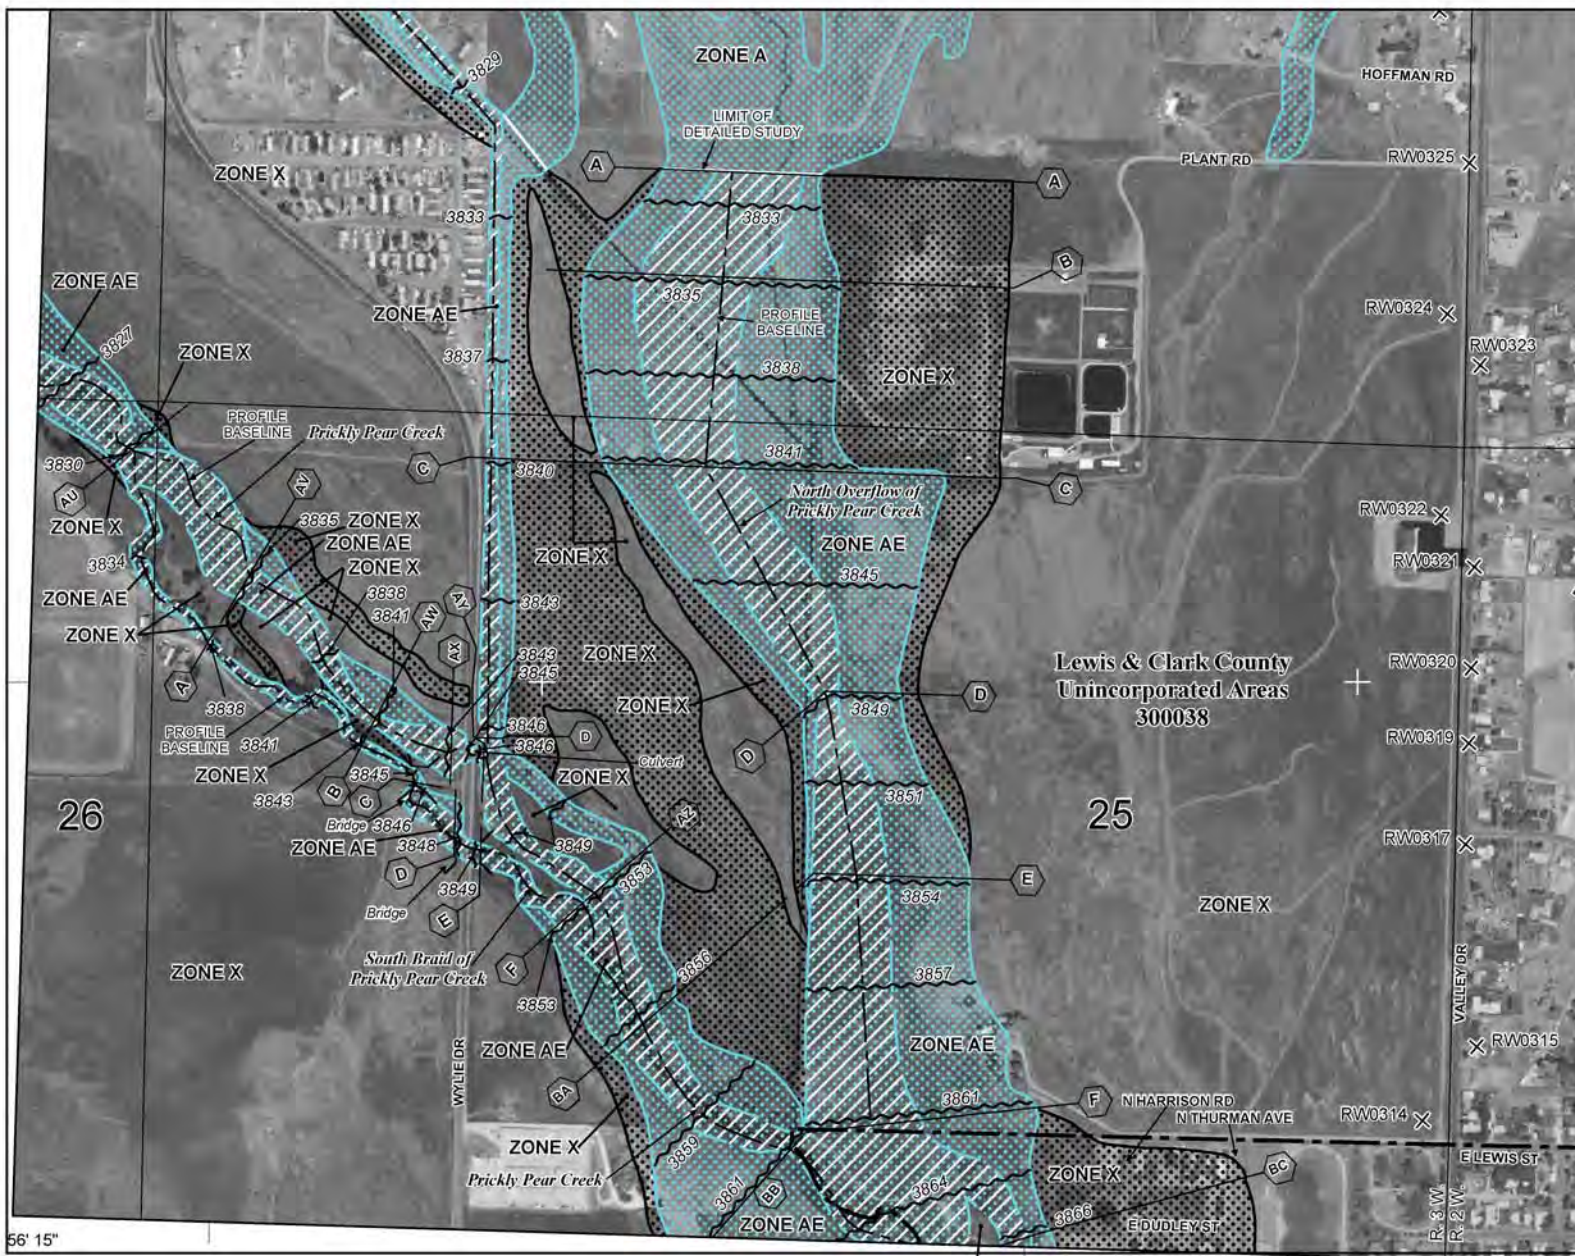 3829
ZONE A
HOFFMAN RD
LIMIT OF
DETAILED STUDY
PLANT RD
RW0325
ZONE X
A
A
3833
3833
B
ZONE AE
3835
RW0324
ZONE AE
PROFILE
BASELINE
3827
ZONE X
3837
3838
RW0323
ZONE X
PROFILE
BASELINE
Prickly Pear Creek
3830
C
3841
3840
C
AU
AV
North Overflow of
Prickly Pear Creek
RW0322
ZONE X
3835
ZONE X
ZONE AE
ZONE X
ZONE X
ZONE AE
3834
3845
RW0321
ZONE AE
3838
3841
AW
AY
3843
ZONE X
AX
3843
3845
ZONE X
Lewis & Clark County
Unincorporated Areas
300038
RW0320
A
3838
ZONE X
D
3849
PROFILE
BASELINE
3841
3846
3846
D
D
RW0319
ZONE X
3845
Culvert
ZONE X
3843
B
C
3851
26
25
Bridge
3846
AZ
ZONE AE
3848
3849
RW0317
D
3849
3853
E
3854
Bridge
E
ZONE X
South Braid of
Prickly Pear Creek
F
3856
3857
ZONE X
3853
VALLEY DR
ZONE AE
ZONE AE
RW0315
WYLIE DR
BA
3861
F
N HARRISON RD
N THURMAN AVE
RW0314
ZONE X
3859
E LEWIS ST
Prickly Pear Creek
ZONE X
BC
3861
BB
3864
3866
ZONE AE
E DUDLEY ST
R. 3 W.
R. 2 W.
56' 15"